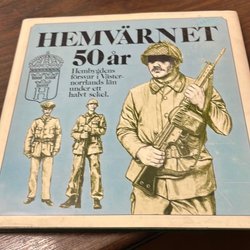 HEMVÄRNET
50 år
Hembygdens
försvar i Väster-
norrlands län
under ett
halvt sekel.